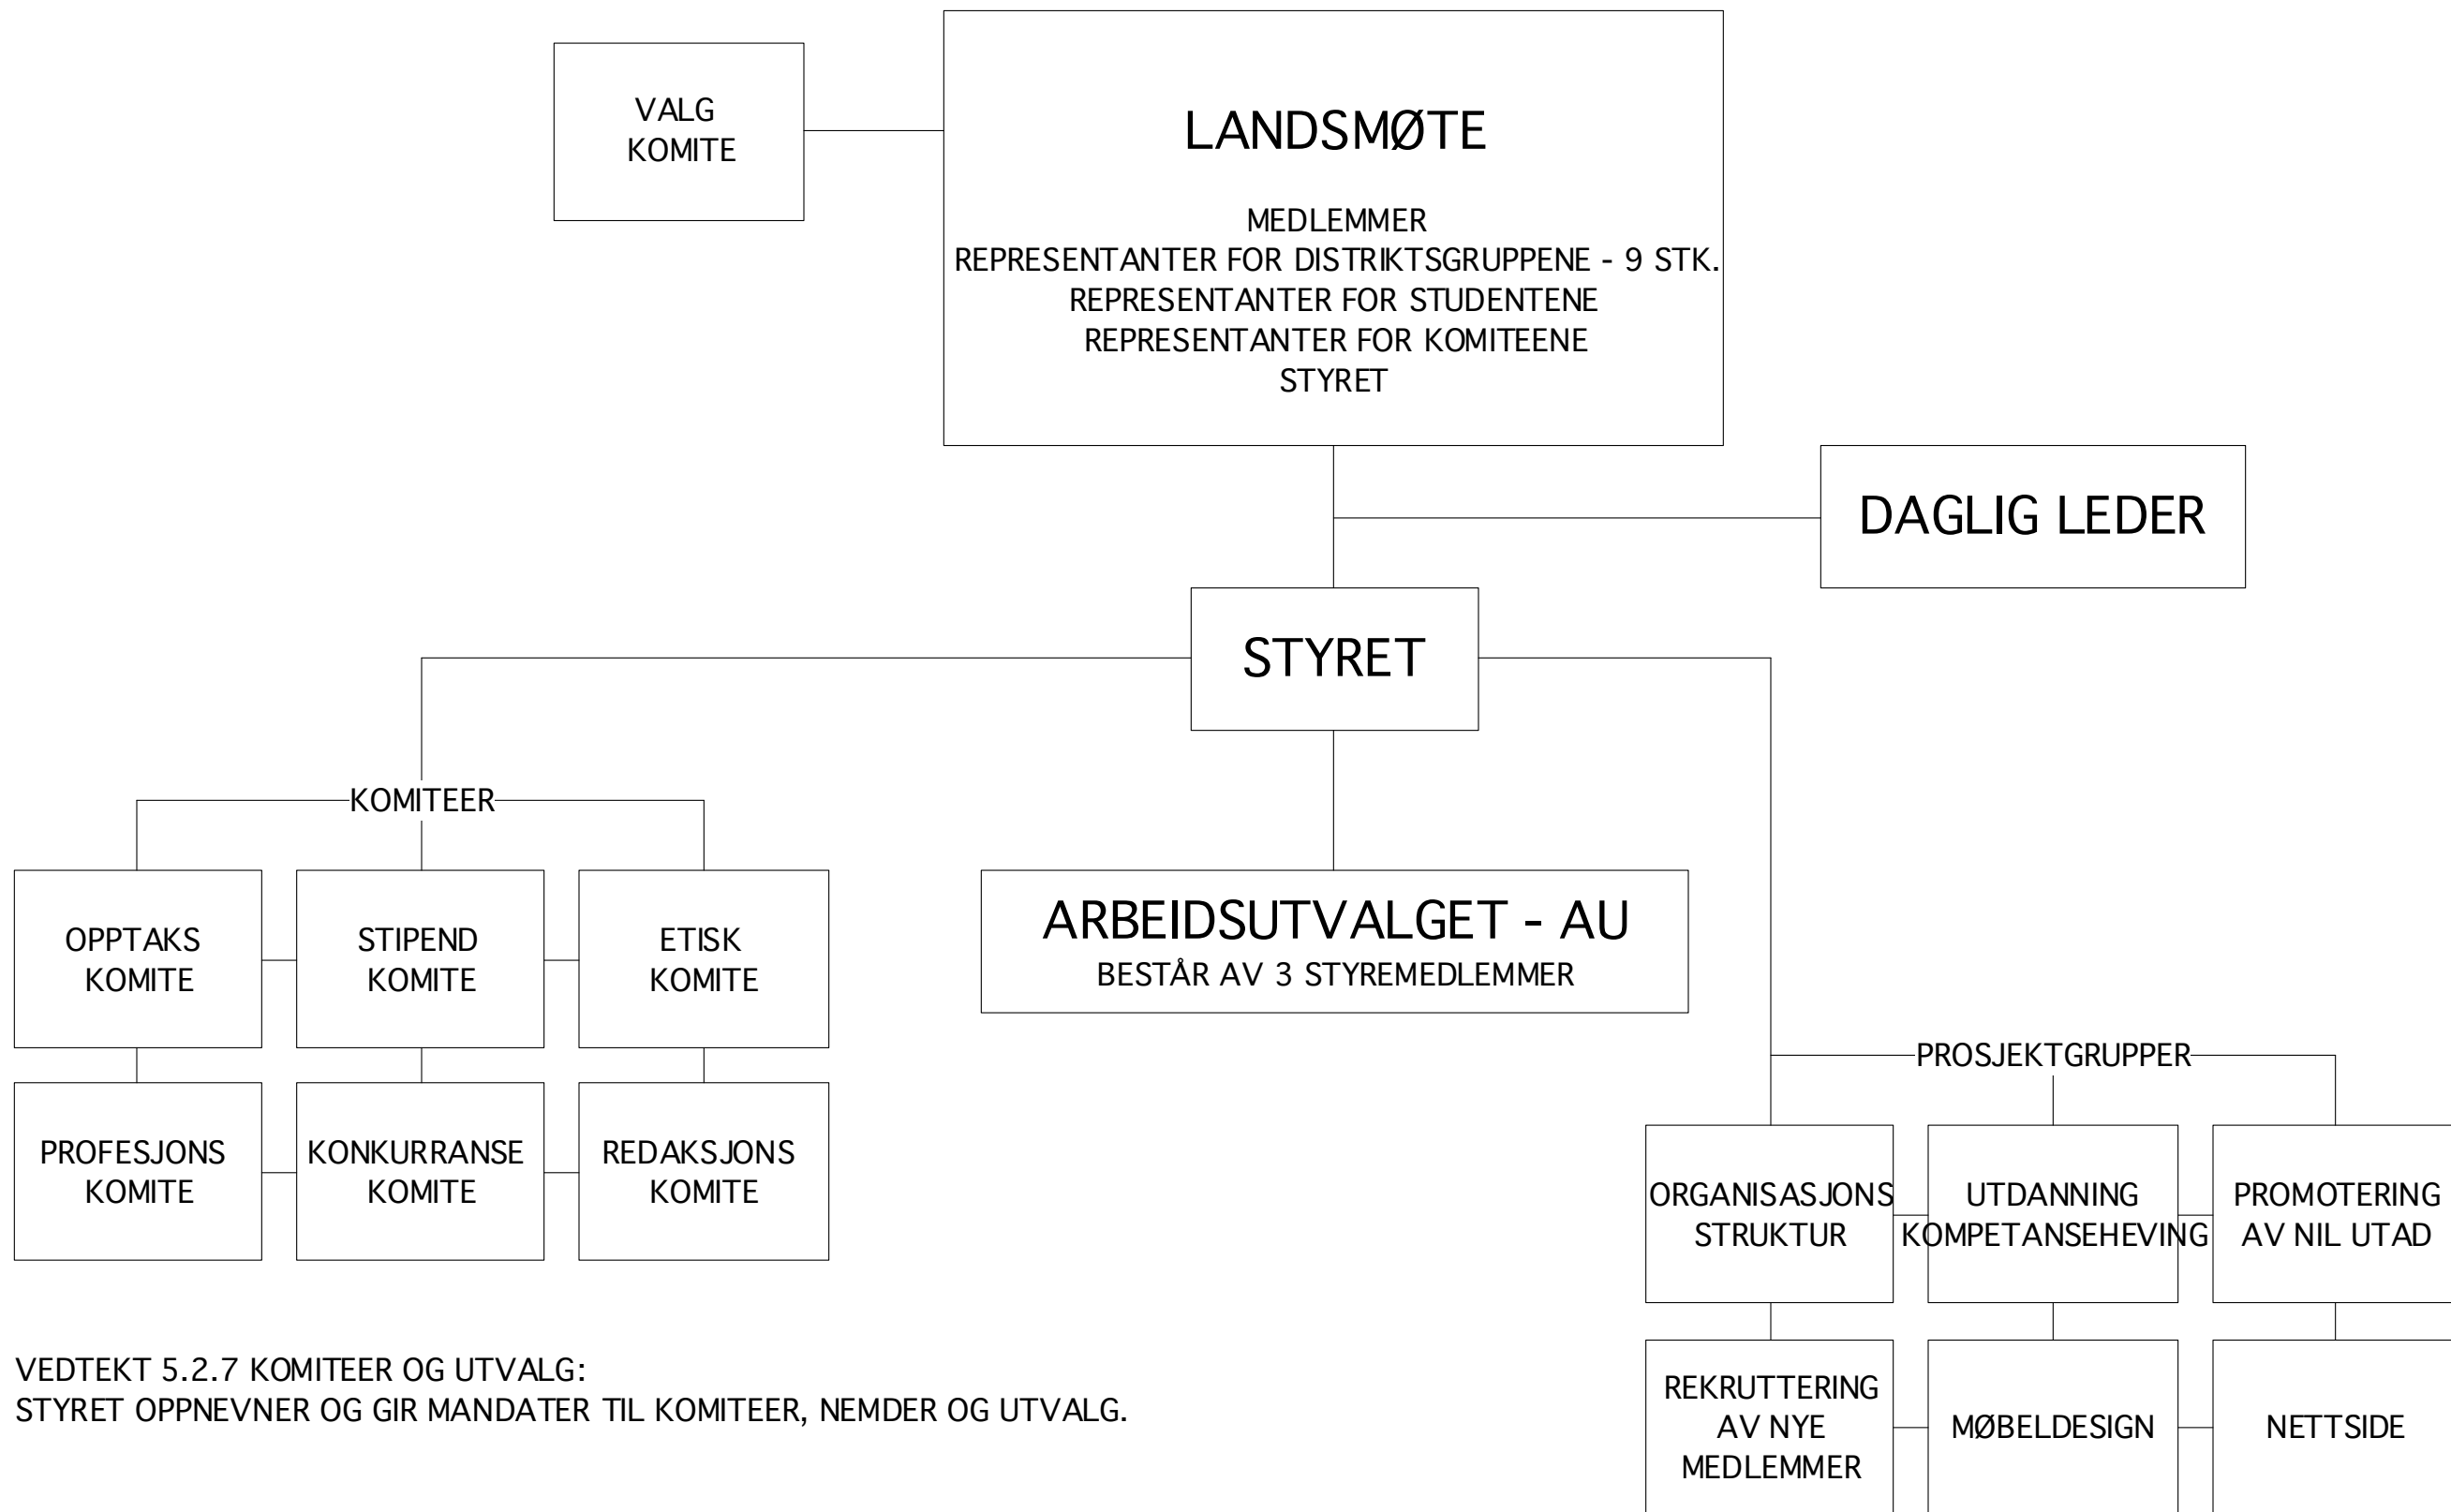 VALG
KOMITE
LANDSMØTE
MEDLEMMER
REPRESENTANTER FOR DISTRIKTSGRUPPENE - 9 STK.
REPRESENTANTER FOR STUDENTENE
REPRESENTANTER FOR KOMITEENE
STYRET
DAGLIG LEDER
STYRET
KOMITEER
OPPTAKS
KOMITE
STIPEND
KOMITE
ETISK
KOMITE
PROFESJONS
KOMITE
KONKURRANSE
KOMITE
REDAKSJONS
KOMITE
ARBEIDSUTVALGET - AU
BESTÅR AV 3 STYREMEDLEMMER
PROSJEKTGRUPPER
ORGANISASJONS
STRUKTUR
UTDANNING
KOMPETANSEHEVING
PROMOTERING
AV NIL UTAD
REKRUTTERING
AV NYE
MEDLEMMER
MØBELDESIGN
NETTSIDE
VEDTEKT 5.2.7 KOMITEER OG UTVALG:
STYRET OPPNEVNER OG GIR MANDATER TIL KOMITEER, NEMDER OG UTVALG.